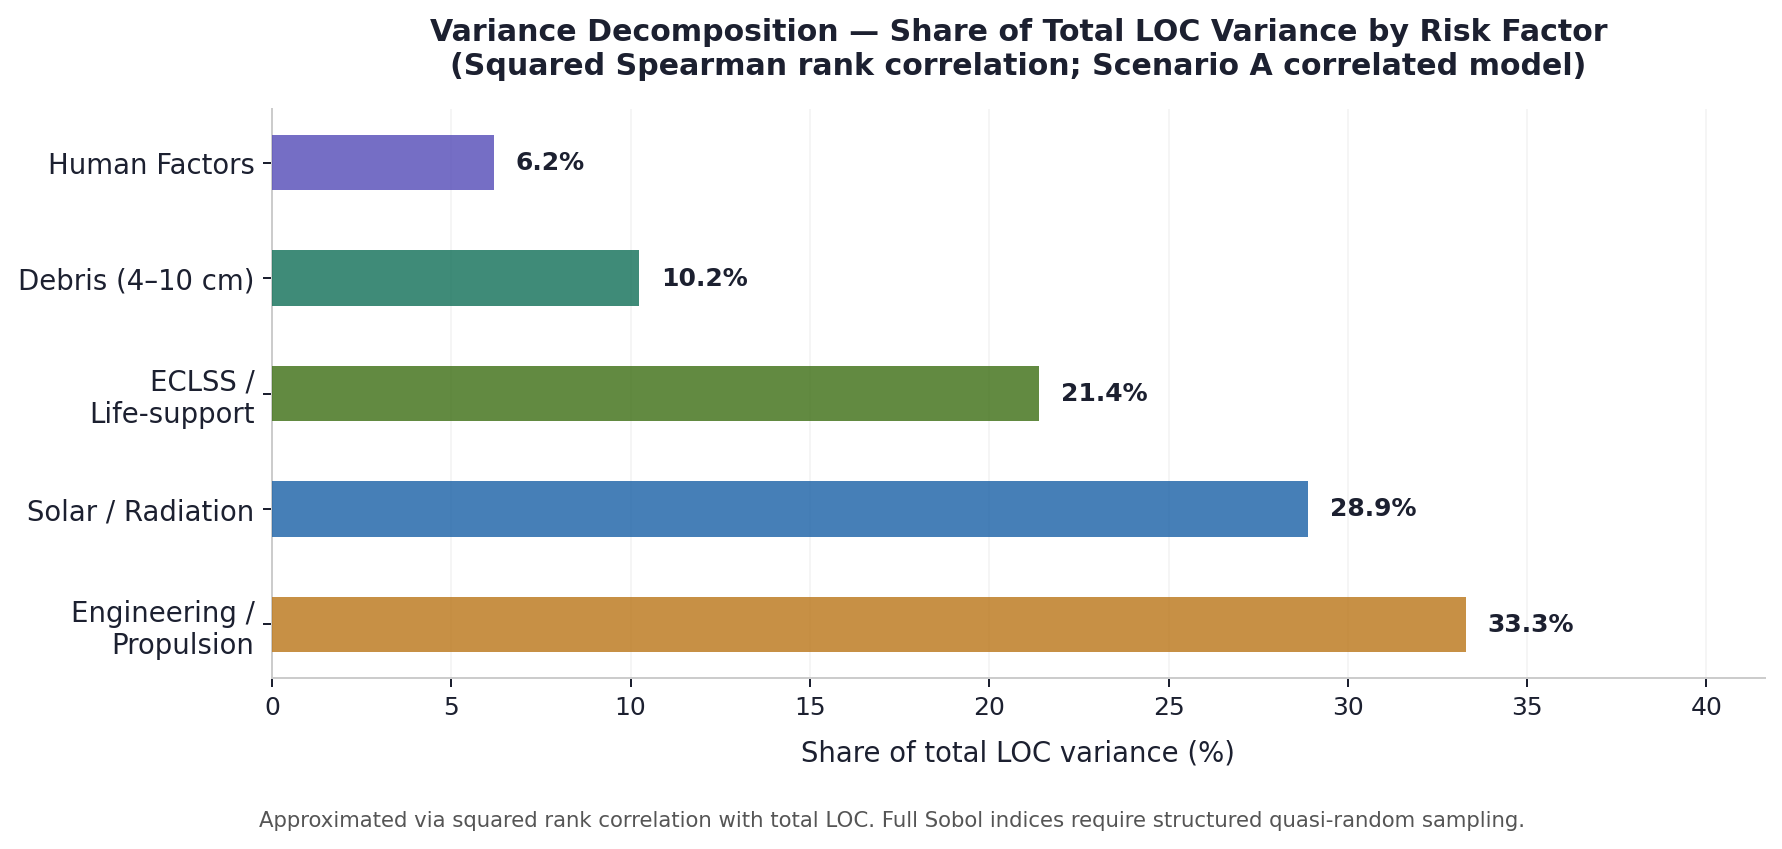 Variance Decomposition — Share of Total LOC Variance by Risk Factor
(Squared Spearman rank correlation; Scenario A correlated model)
Human Factors
6.2%
Debris (4–10 cm)
10.2%
ECLSS /
Life-support
21.4%
Solar / Radiation
28.9%
Engineering /
Propulsion
33.3%
0 5 10 15 20 25 30 35 40
Share of total LOC variance (%)
Approximated via squared rank correlation with total LOC. Full Sobol indices require structured quasi-random sampling.